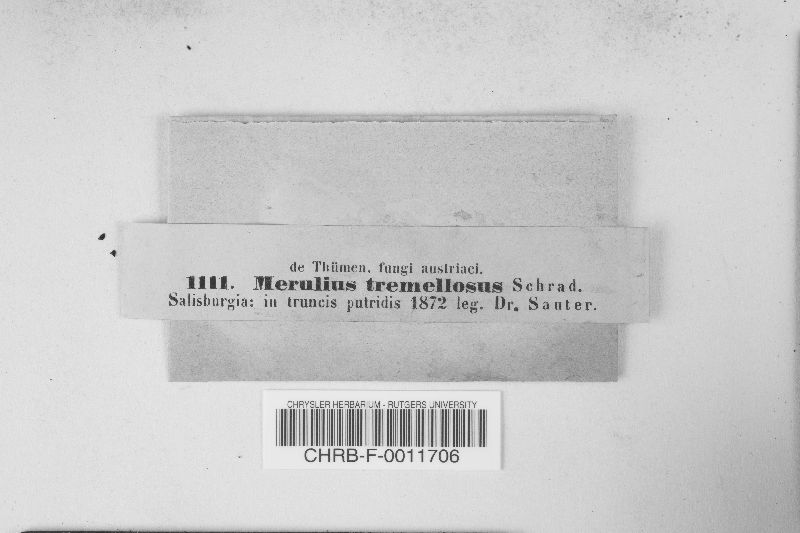 de Thümen, fungi austriaci.
1111. Merulius tremellosus Schrad.
Salisburgia: in truncis putridis 1872 leg. Dr. Sauter.
CHRYSLER HERBARIUM - RUTGERS UNIVERSITY
CHRB-F-0011706